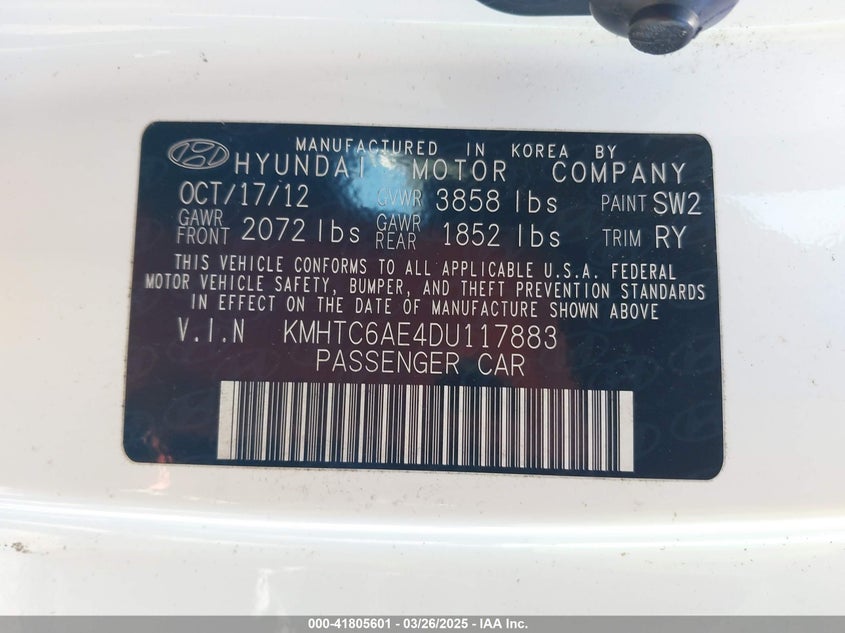 MANUFACTURED IN KOREA BY
HYUNDAI MOTOR COMPANY
OCT/17/12 GVWR 3858 lbs PAINT SW2
GAWR FRONT 2072 lbs GAWR REAR 1852 lbs TRIM RY
THIS VEHICLE CONFORMS TO ALL APPLICABLE U.S.A. FEDERAL
MOTOR VEHICLE SAFETY, BUMPER, AND THEFT PREVENTION STANDARDS
IN EFFECT ON THE DATE OF MANUFACTURE SHOWN ABOVE
V.I.N KMHTC6AE4DU117883
PASSENGER CAR
000-41805601 - 03/26/2025 - IAA Inc.